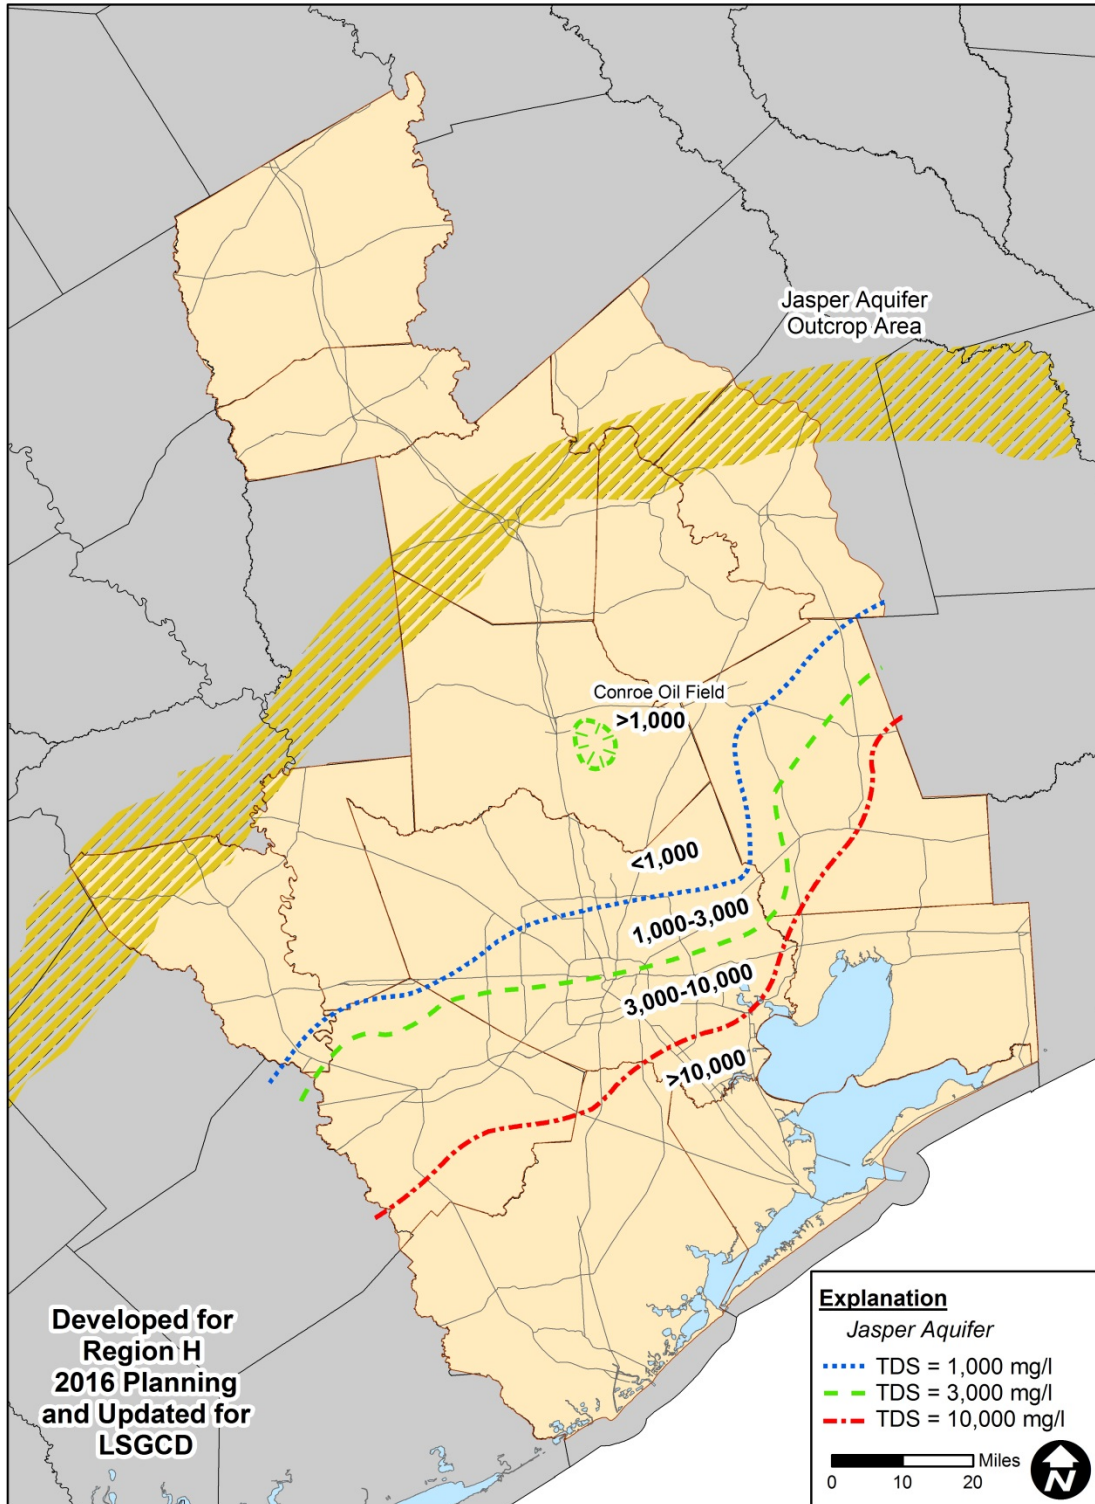 Jasper Aquifer
Outcrop Area
Conroe Oil Field
>1,000
<1,000
1,000-3,000
3,000-10,000
>10,000
Developed for
Region H
2016 Planning
and Updated for
LSGCD
Explanation
Jasper Aquifer
TDS = 1,000 mg/l
TDS = 3,000 mg/l
TDS = 10,000 mg/l
Miles
0 10 20
N